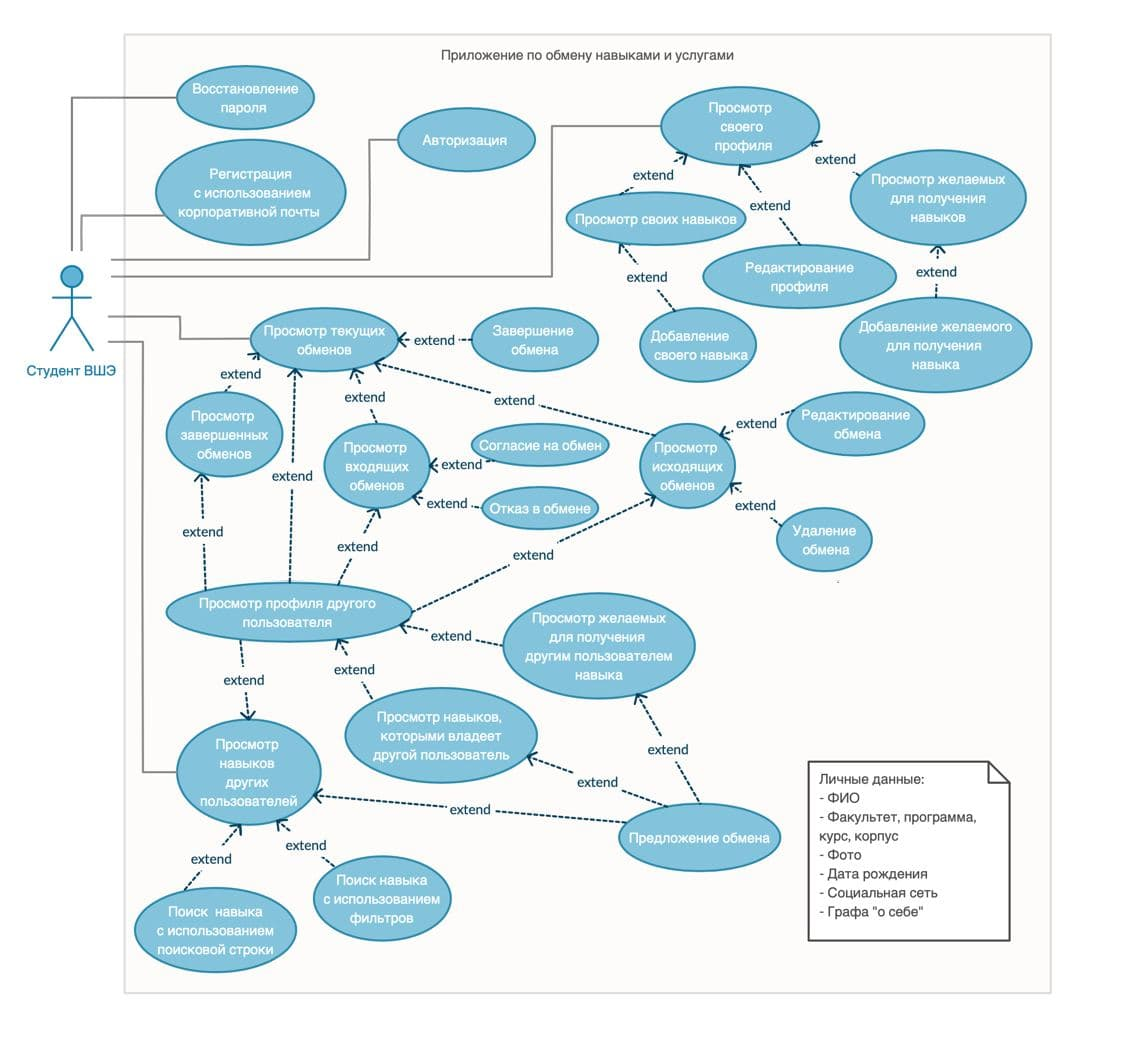 Приложение по обмену навыками и услугами
Восстановление
пароля
Авторизация
Просмотр
своего
профиля
Регистрация
с использованием
корпоративной почты
extend
extend
Просмотр желаемых
для получения
навыков
Просмотр своих навыков
extend
extend
Редактирование
профиля
extend
Студент ВШЭ
Просмотр текущих
обменов
extend
Завершение
обмена
Добавление
своего навыка
Добавление желаемого
для получения
навыка
extend
extend
extend
Просмотр
завершенных
обменов
Просмотр
входящих
обменов
Согласие на обмен
extend
Отказ в обмене
extend
Просмотр
исходящих
обменов
extend
Редактирование
обмена
extend
Удаление
обмена
extend
extend
extend
extend
Просмотр профиля другого
пользователя
extend
Просмотр желаемых
для получения
другим пользователем
навыка
extend
extend
Просмотр навыков,
которыми владеет
другой пользователь
Просмотр
навыков
других
пользователей
extend
extend
extend
Предложение обмена
extend
extend
Поиск навыка
с использованием
фильтров
Поиск навыка
с использованием
поисковой строки
Личные данные:
- ФИО
- Факультет, программа,
курс, корпус
- Фото
- Дата рождения
- Социальная сеть
- Графа "о себе"